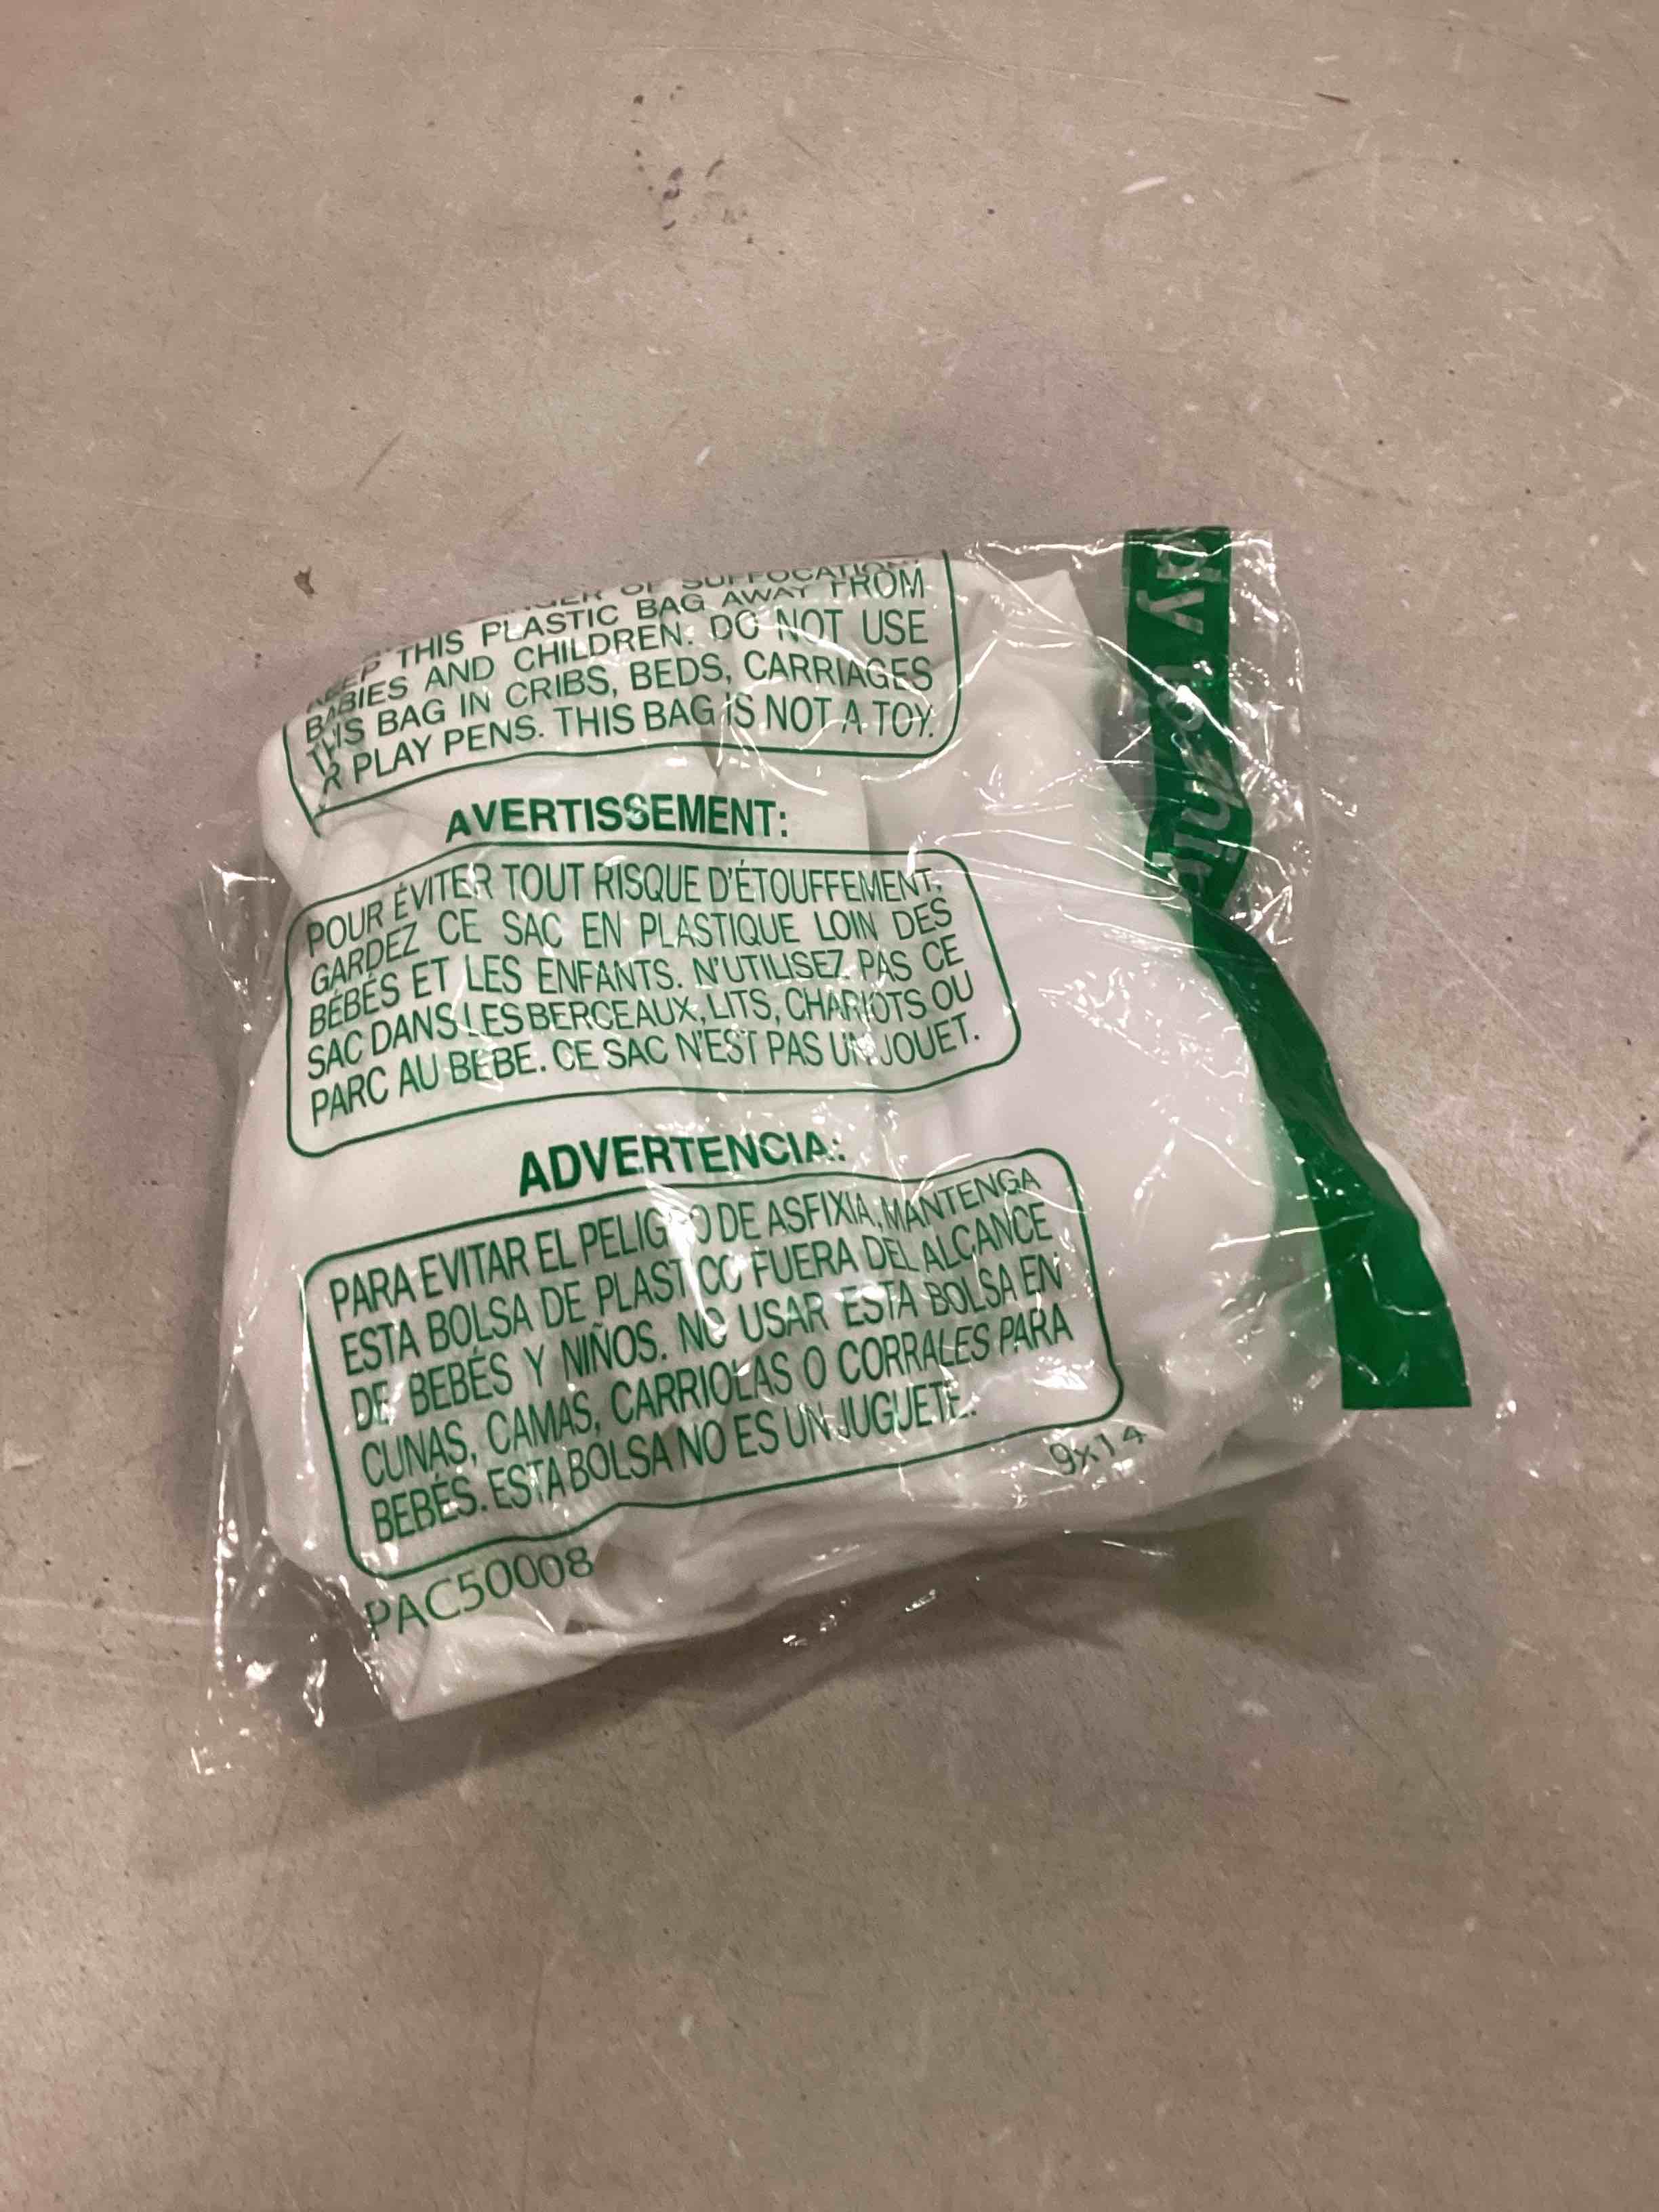 OF SUFFOCATION,
THIS PLASTIC BAG AWAY FROM
BABIES AND CHILDREN. DO NOT USE
THIS BAG IN CRIBS, BEDS, CARRIAGES
R PLAY PENS. THIS BAG IS NOT A TOY.
AVERTISSEMENT:
POUR ÉVITER TOUT RISQUE D'ÉTOUFFEMENT,
GARDEZ CE SAC EN PLASTIQUE LOIN DES
BÉBÉS ET LES ENFANTS. N'UTILISEZ PAS CE
SAC DANS LES BERCEAUX, LITS, CHARIOTS OU
PARC AU BÉBÉ. CE SAC N'EST PAS UN JOUET.
ADVERTENCIA:
PARA EVITAR EL PELIGRO DE ASFIXIA, MANTENGA
ESTA BOLSA DE PLASTICO FUERA DEL ALCANCE
DE BEBÉS Y NIÑOS. NO USAR ESTA BOLSA EN
CUNAS, CAMAS, CARRIOLAS O CORRALES PARA
BEBÉS. ESTA BOLSA NO ES UN JUGUETE.
9x14
PAC50008